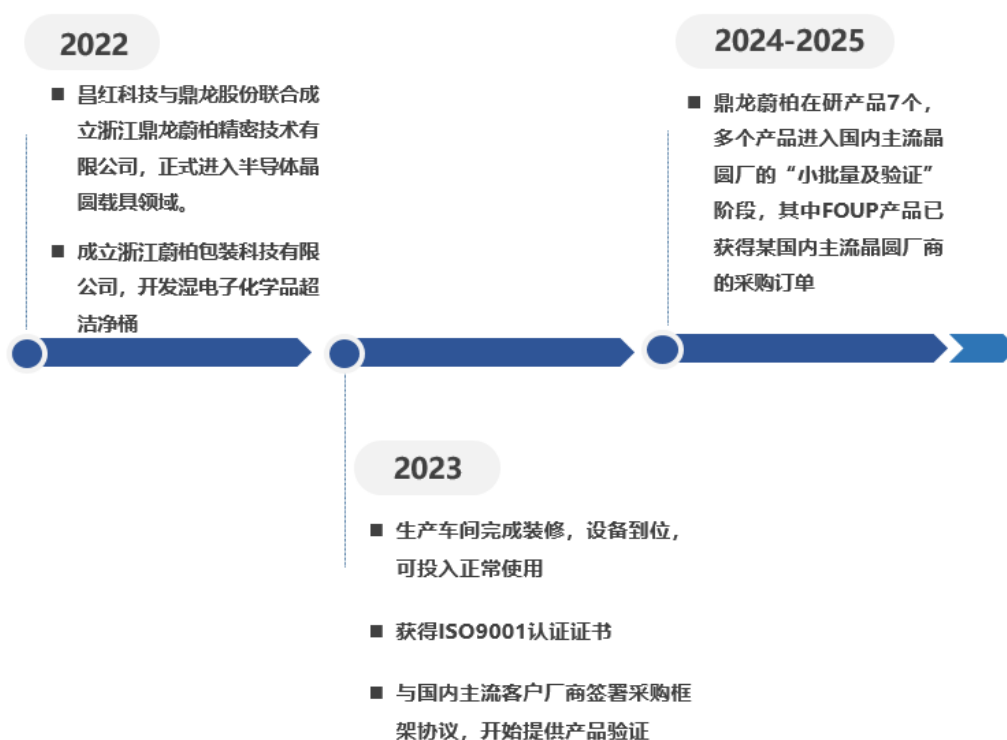 2022
■ 昌红科技与鼎龙股份联合成
立浙江鼎龙蔚柏精密技术有
限公司，正式进入半导体晶
圆载具领域。
■ 成立浙江蔚柏包装科技有限
公司，开发湿电子化学品超
洁净桶
2023
■ 生产车间完成装修，设备到位，
可投入正常使用
■ 获得ISO9001认证证书
■ 与国内主流客户厂商签署采购框
架协议，开始提供产品验证
2024-2025
■ 鼎龙蔚柏在研产品7个，
多个产品进入国内主流晶
圆厂的“小批量及验证”
阶段，其中FOUP产品已
获得某国内主流晶圆厂商
的采购订单